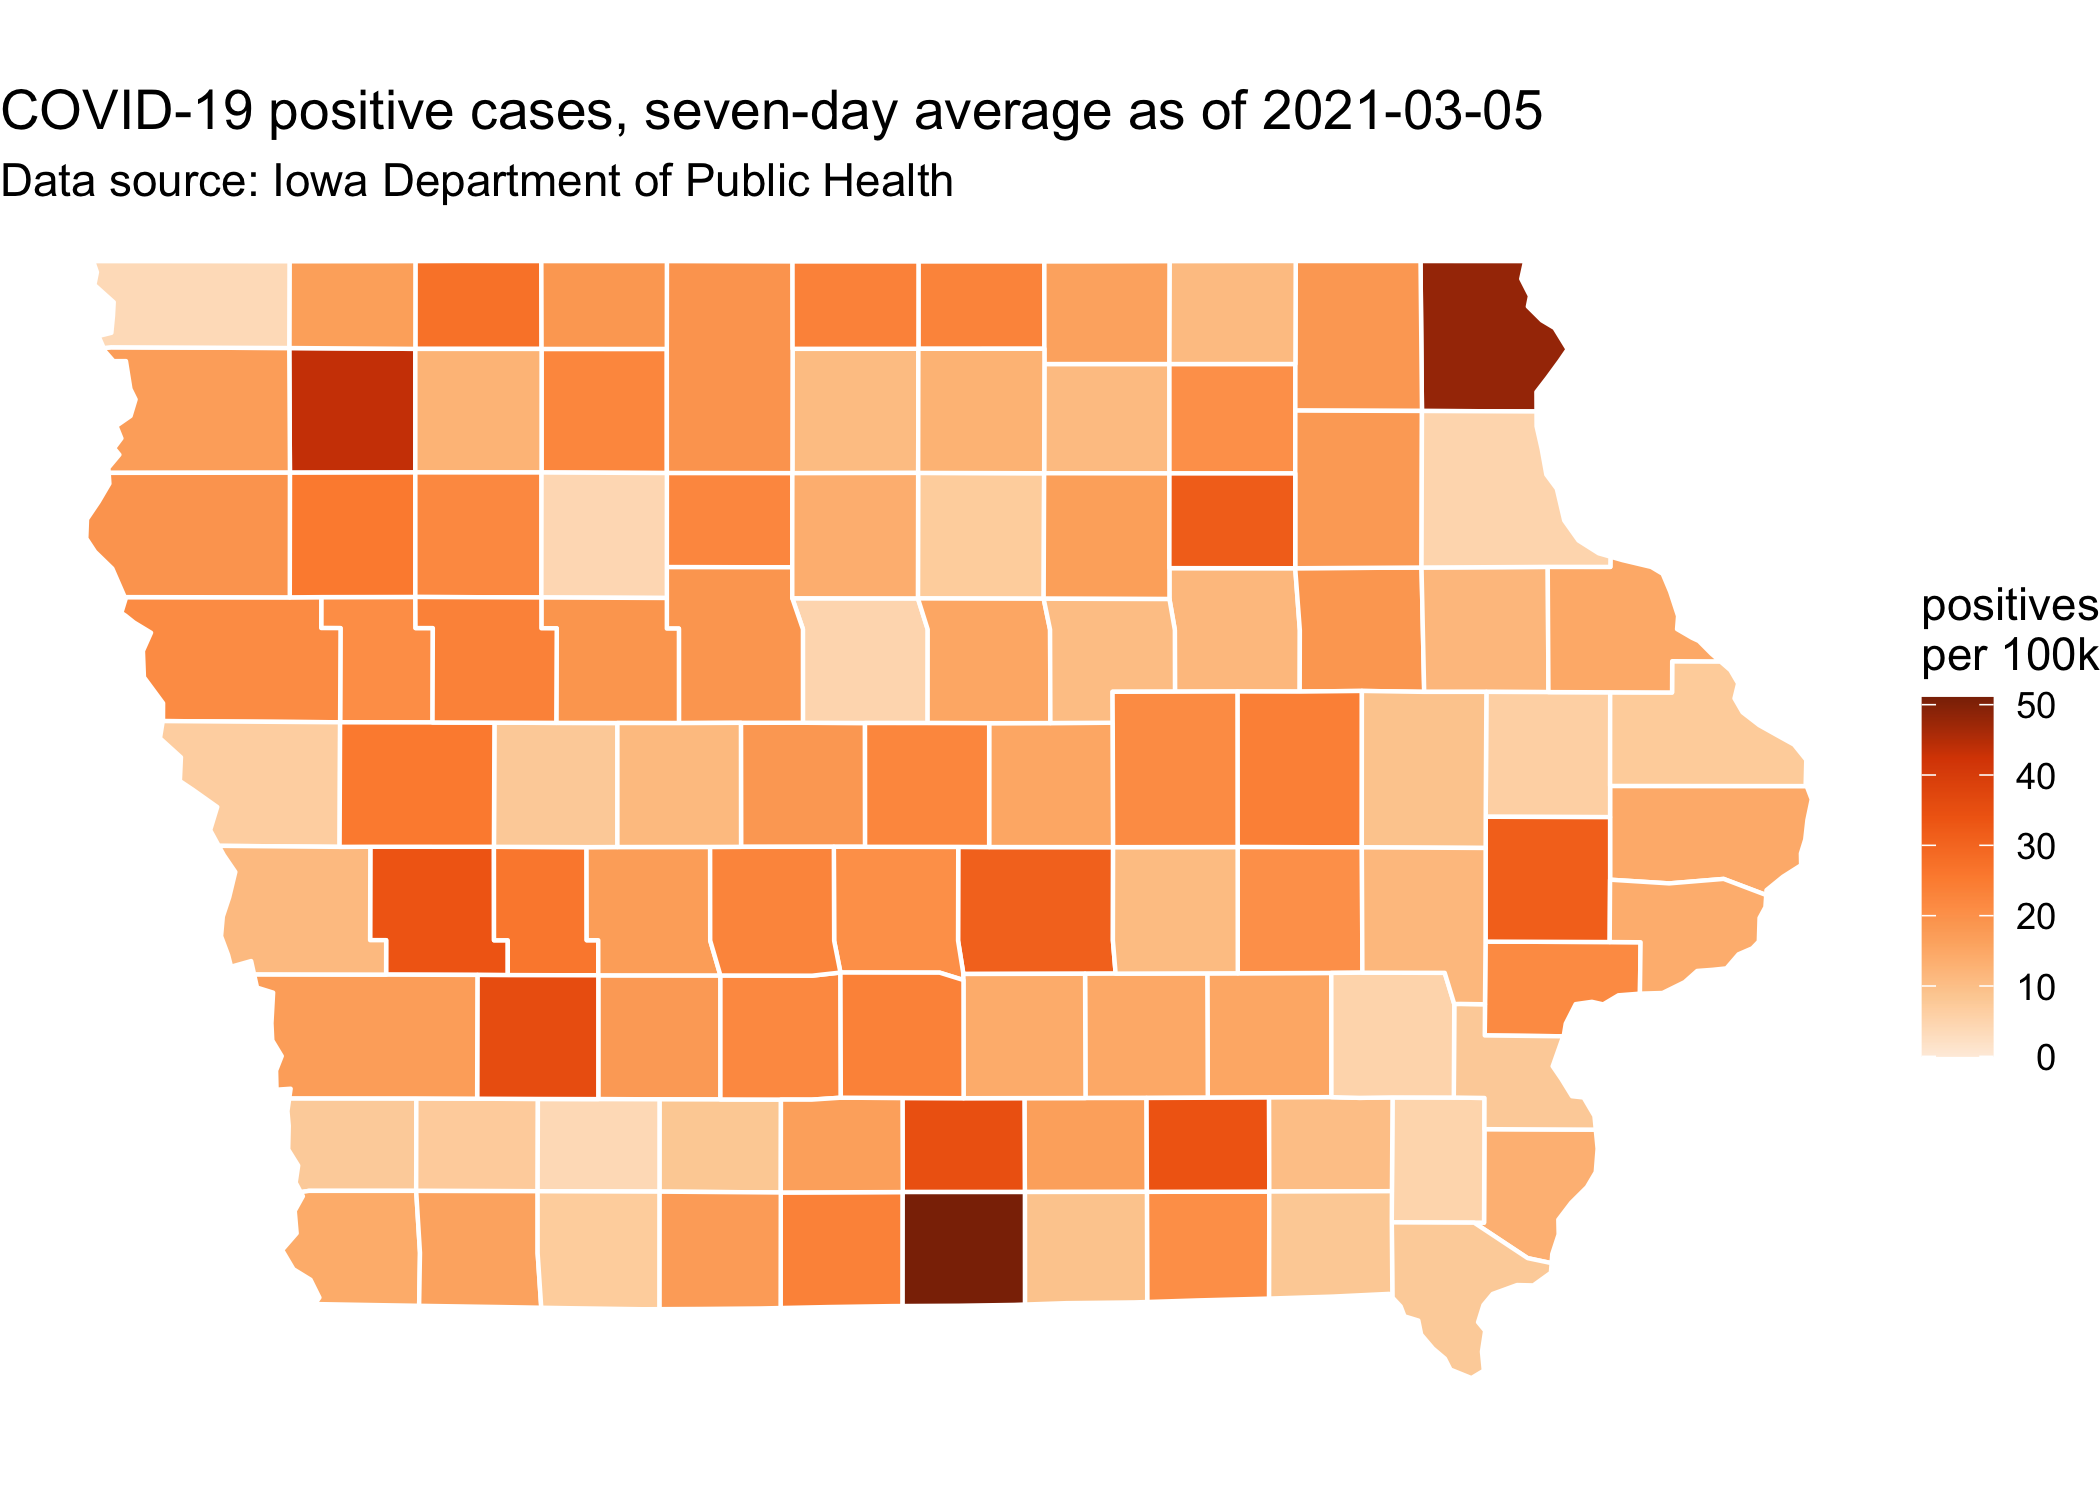 COVID-19 positive cases, seven-day average as of 2021-03-05
Data source: Iowa Department of Public Health
positives
per 100k
50
40
30
20
10
0